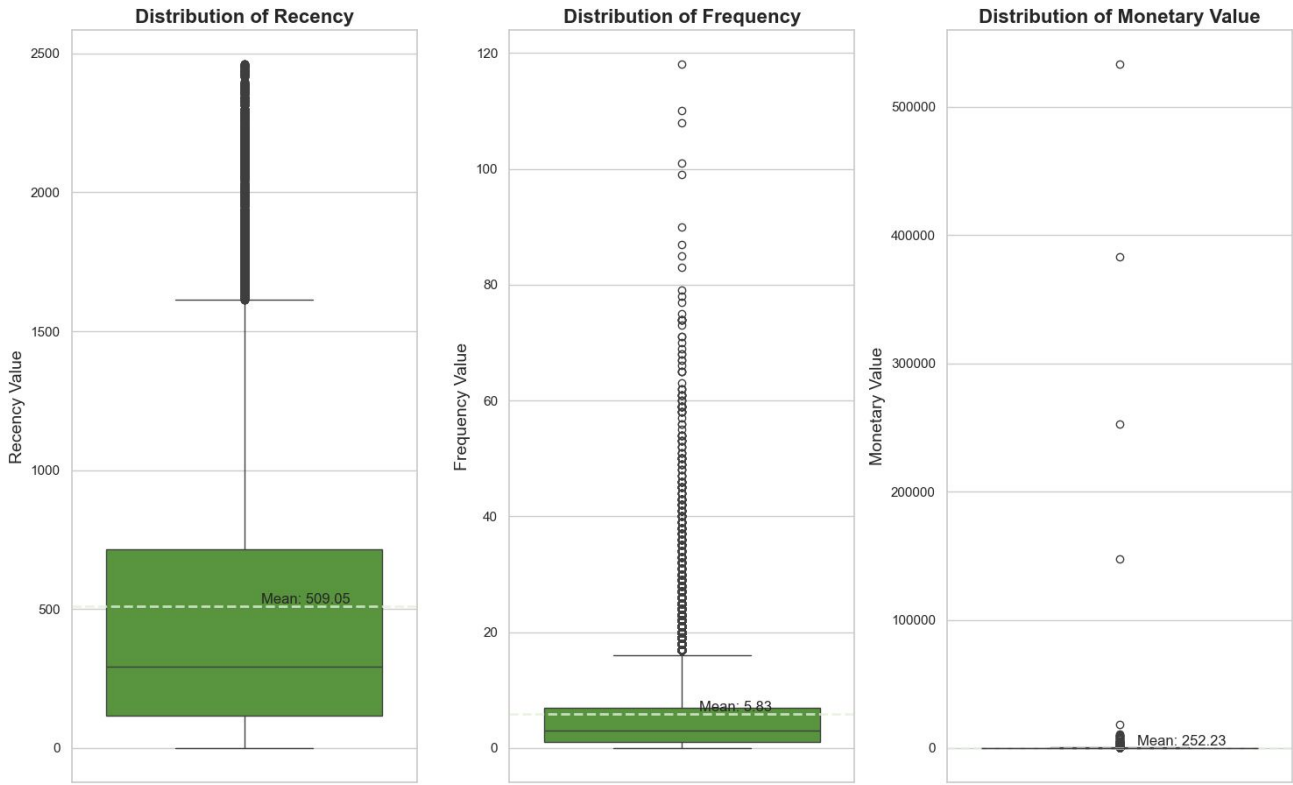 Distribution of Recency
Recency Value
2500
2000
1500
1000
500
0
Mean: 509.05
Distribution of Frequency
Frequency Value
120
100
80
60
40
20
0
Mean: 5.83
Distribution of Monetary Value
Monetary Value
500000
400000
300000
200000
100000
0
Mean: 252.23